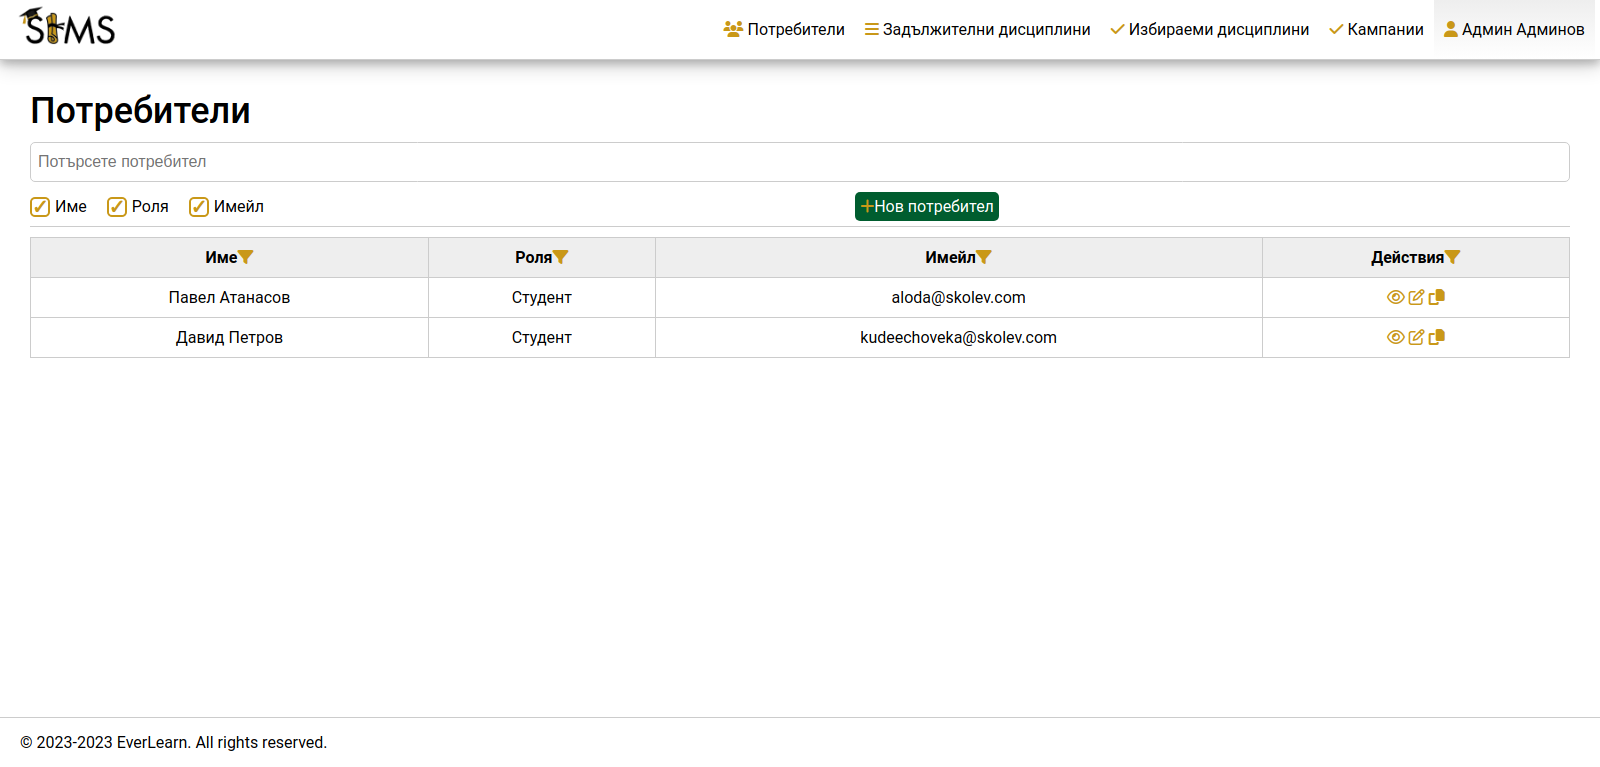 SIMS
Потребители Задължителни дисциплини Избираеми дисциплини Кампании Админ Админов
Потребители
Потърсете потребител
Име Роля Имейл Нов потребител
Име Роля Имейл Действия
Павел Атанасов Студент aloda@skolev.com
Давид Петров Студент kudeechoveka@skolev.com
© 2023-2023 EverLearn. All rights reserved.